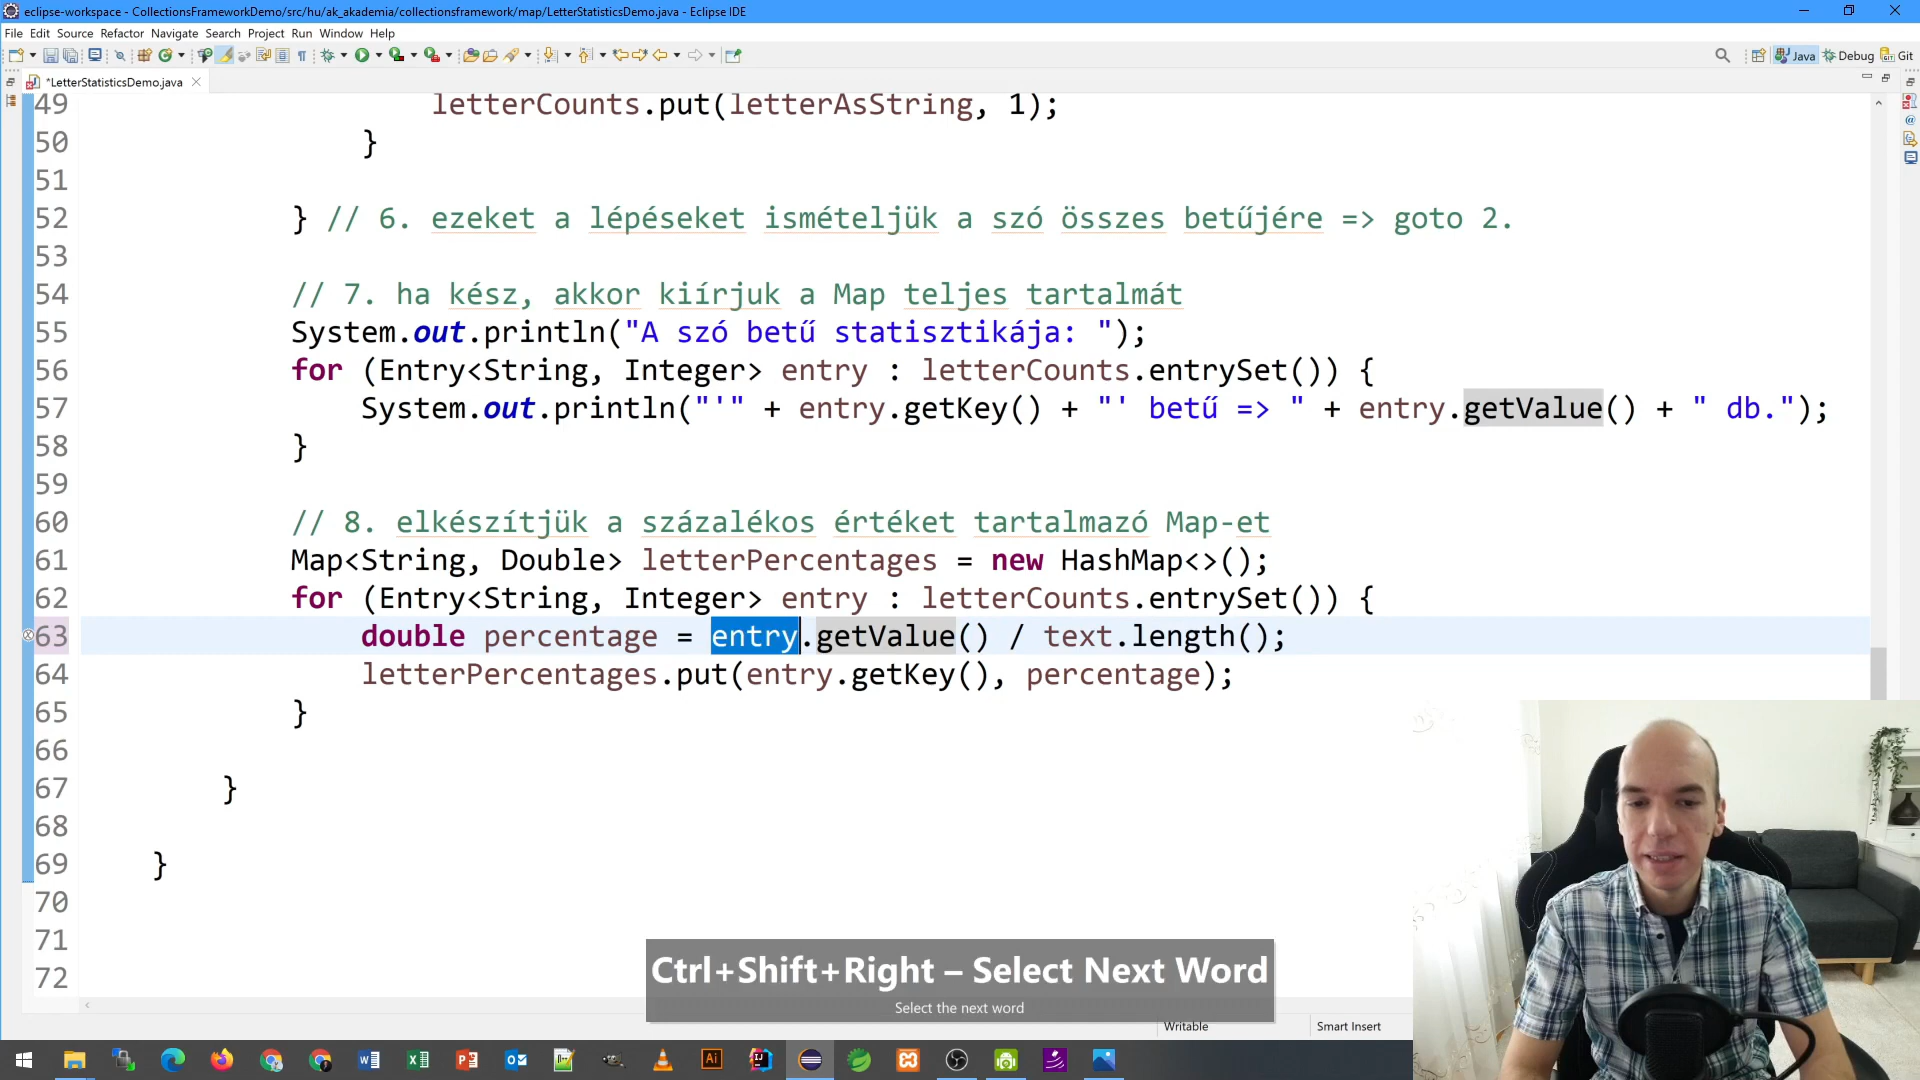 eclipse-workspace - CollectionsFrameworkDemo/src/hu/ak_akademia/collectionsframework/map/LetterStatisticsDemo.java - Eclipse IDE
File Edit Source Refactor Navigate Search Project Run Window Help
Java Debug Git
*LetterStatisticsDemo.java
49 letterCounts.put(letterAsString, 1);
50 }
51
52 } // 6. ezeket a lépéseket ismételjük a szó összes betűjére => goto 2.
53
54 // 7. ha kész, akkor kiírjuk a Map teljes tartalmát
55 System.out.println("A szó betű statisztikája: ");
56 for (Entry<String, Integer> entry : letterCounts.entrySet()) {
57 System.out.println("'" + entry.getKey() + "' betű => " + entry.getValue() + " db.");
58 }
59
60 // 8. elkészítjük a százalékos értéket tartalmazó Map-et
61 Map<String, Double> letterPercentages = new HashMap<>();
62 for (Entry<String, Integer> entry : letterCounts.entrySet()) {
63 double percentage = entry.getValue() / text.length();
64 letterPercentages.put(entry.getKey(), percentage);
65 }
66
67 }
68
69 }
70
71
72
Ctrl+Shift+Right – Select Next Word
Select the next word
Writable Smart Insert